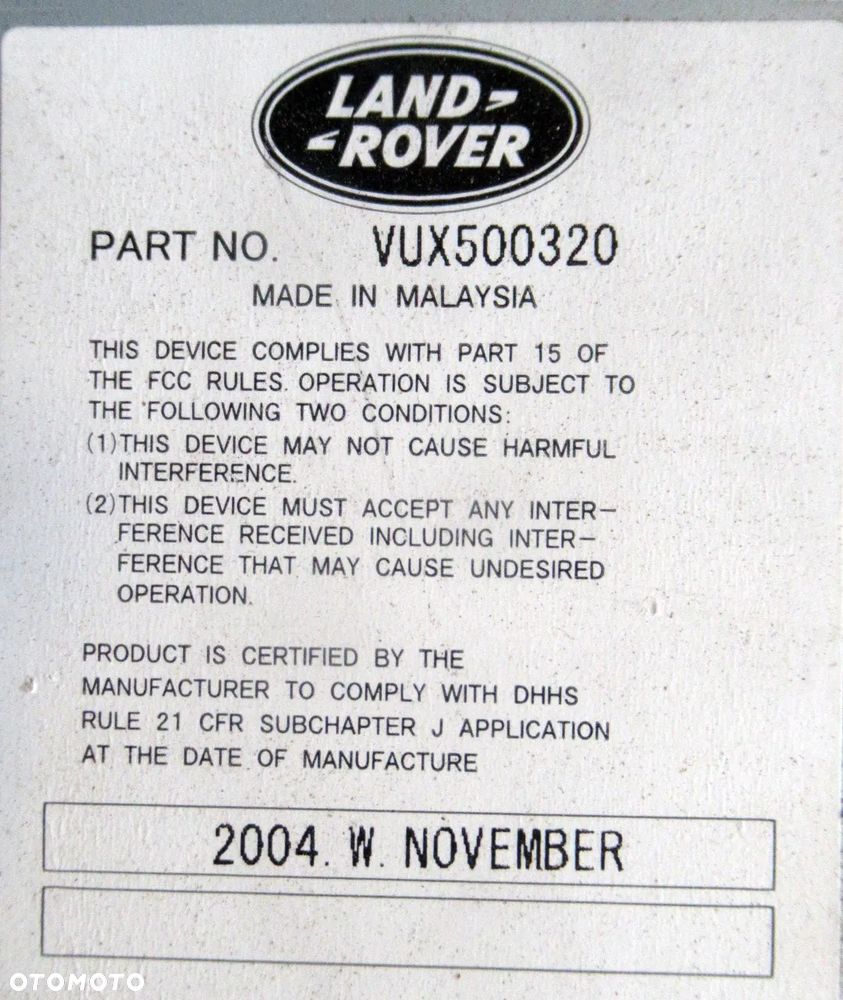 LAND
ROVER
PART NO. VUX500320
MADE IN MALAYSIA
THIS DEVICE COMPLIES WITH PART 15 OF
THE FCC RULES. OPERATION IS SUBJECT TO
THE FOLLOWING TWO CONDITIONS:
(1)THIS DEVICE MAY NOT CAUSE HARMFUL
INTERFERENCE.
(2)THIS DEVICE MUST ACCEPT ANY INTER-
FERENCE RECEIVED INCLUDING INTER-
FERENCE THAT MAY CAUSE UNDESIRED
OPERATION.
PRODUCT IS CERTIFIED BY THE
MANUFACTURER TO COMPLY WITH DHHS
RULE 21 CFR SUBCHAPTER J APPLICATION
AT THE DATE OF MANUFACTURE
2004. W. NOVEMBER
OTOMOTO